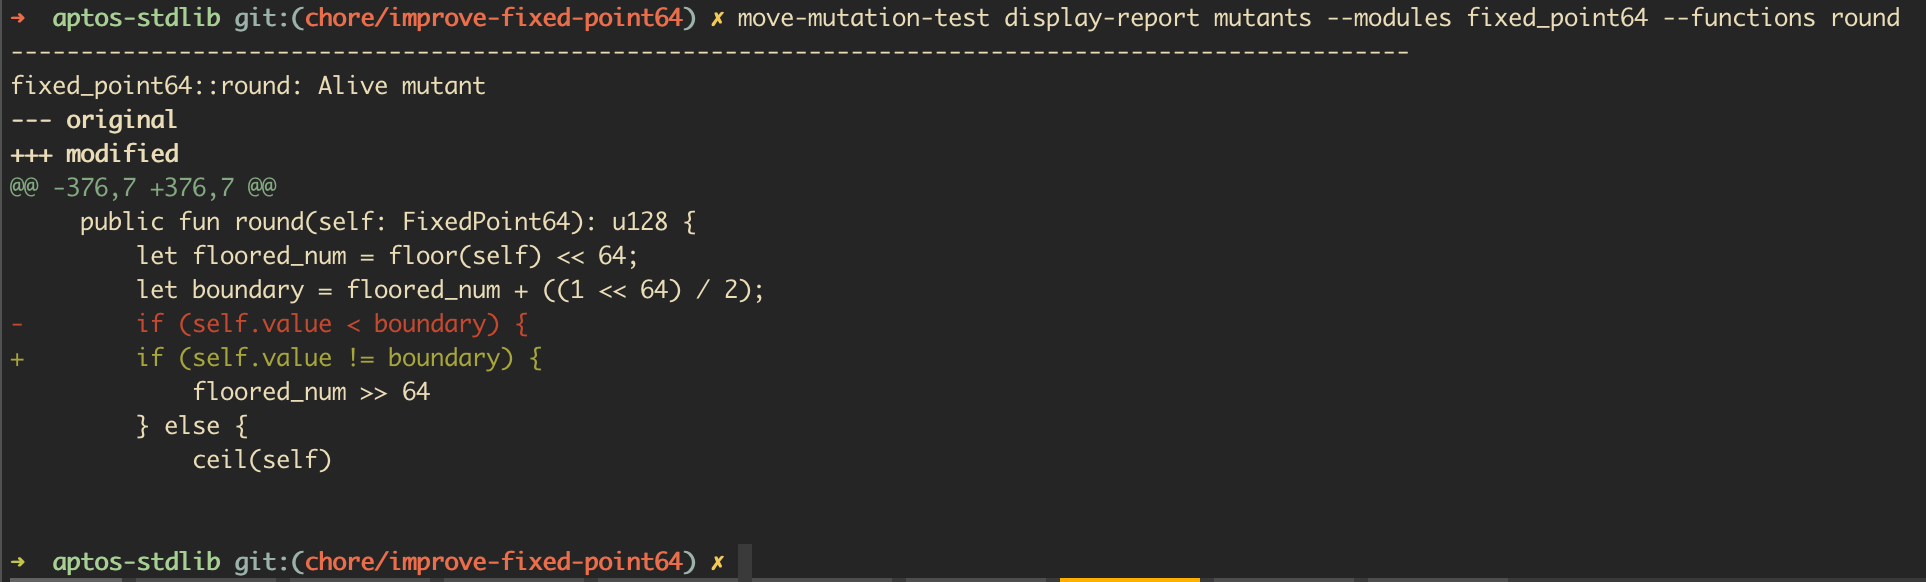 ➜  aptos-stdlib git:(chore/improve-fixed-point64) ✗ move-mutation-test display-report mutants --modules fixed_point64 --functions round
----------------------------------------------------------------------------------------------------
fixed_point64::round: Alive mutant
--- original
+++ modified
@@ -376,7 +376,7 @@
     public fun round(self: FixedPoint64): u128 {
         let floored_num = floor(self) << 64;
         let boundary = floored_num + ((1 << 64) / 2);
-        if (self.value < boundary) {
+        if (self.value != boundary) {
             floored_num >> 64
         } else {
             ceil(self)
➜  aptos-stdlib git:(chore/improve-fixed-point64) ✗